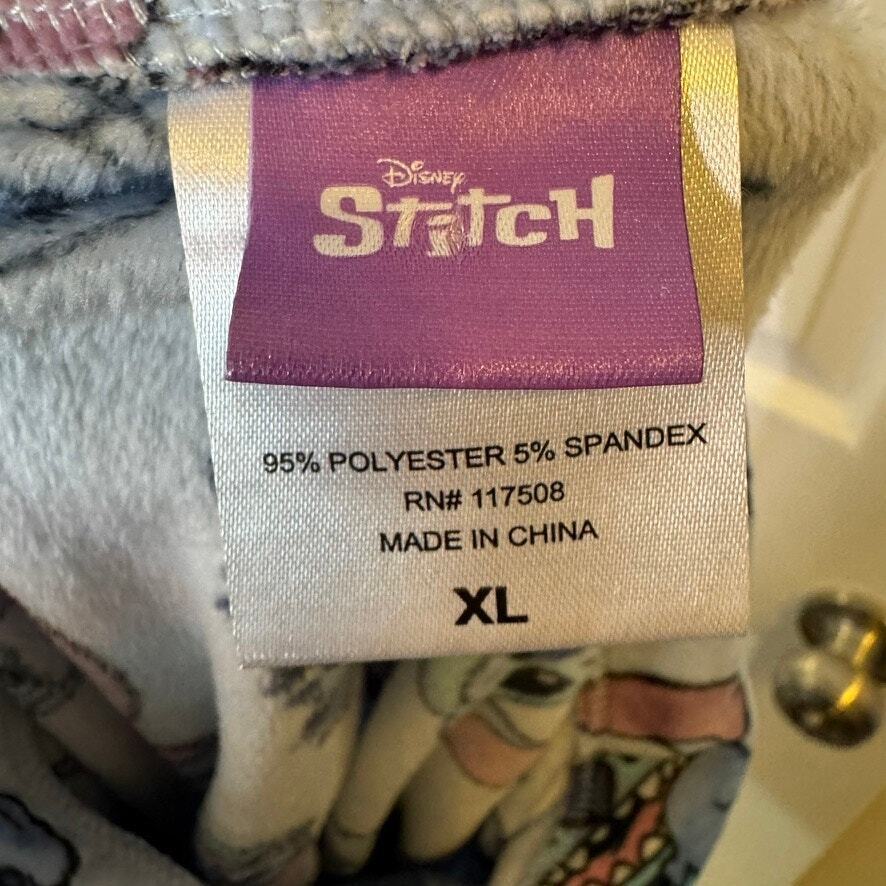 Disney
Stitch
95% POLYESTER 5% SPANDEX
RN# 117508
MADE IN CHINA
XL